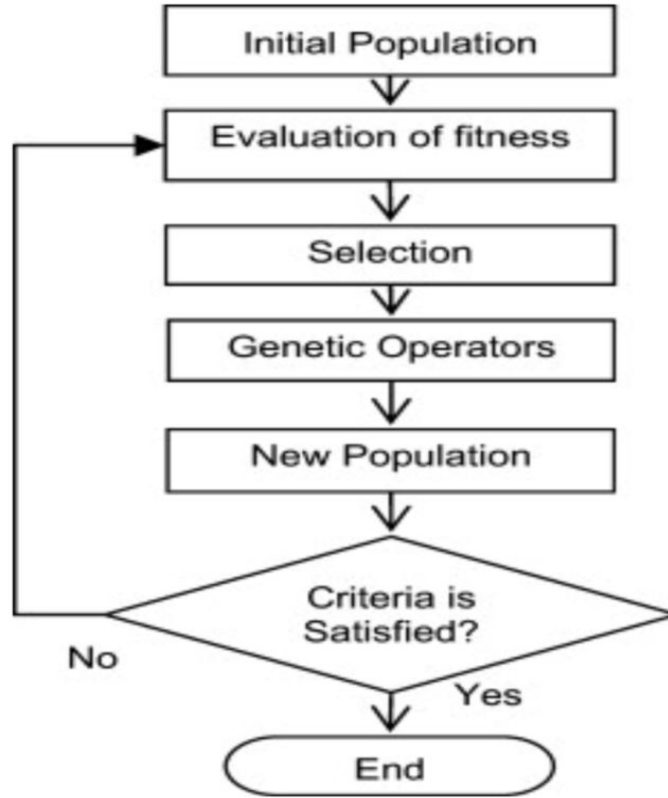 Initial Population
Evaluation of fitness
Selection
Genetic Operators
New Population
Criteria is
Satisfied?
No
Yes
End